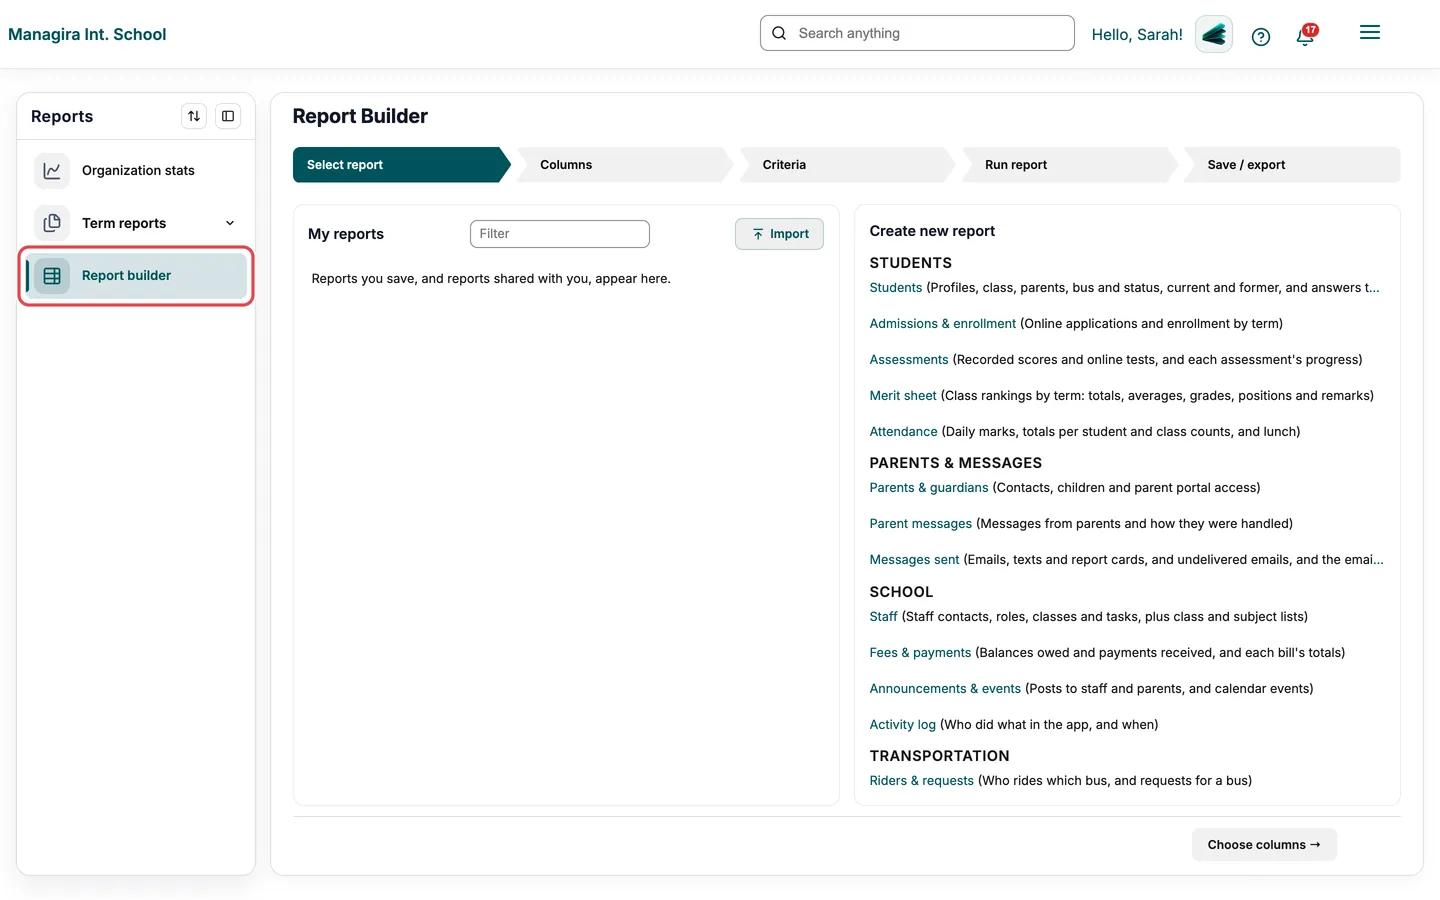 Managira Int. School
Search anything
Hello, Sarah!
17
Reports
Organization stats
Term reports
Report builder
Report Builder
Select report
Columns
Criteria
Run report
Save / export
My reports
Filter
Import
Reports you save, and reports shared with you, appear here.
Create new report
STUDENTS
Students (Profiles, class, parents, bus and status, current and former, and answers t...
Admissions & enrollment (Online applications and enrollment by term)
Assessments (Recorded scores and online tests, and each assessment's progress)
Merit sheet (Class rankings by term: totals, averages, grades, positions and remarks)
Attendance (Daily marks, totals per student and class counts, and lunch)
PARENTS & MESSAGES
Parents & guardians (Contacts, children and parent portal access)
Parent messages (Messages from parents and how they were handled)
Messages sent (Emails, texts and report cards, and undelivered emails, and the emai...
SCHOOL
Staff (Staff contacts, roles, classes and tasks, plus class and subject lists)
Fees & payments (Balances owed and payments received, and each bill's totals)
Announcements & events (Posts to staff and parents, and calendar events)
Activity log (Who did what in the app, and when)
TRANSPORTATION
Riders & requests (Who rides which bus, and requests for a bus)
Choose columns →